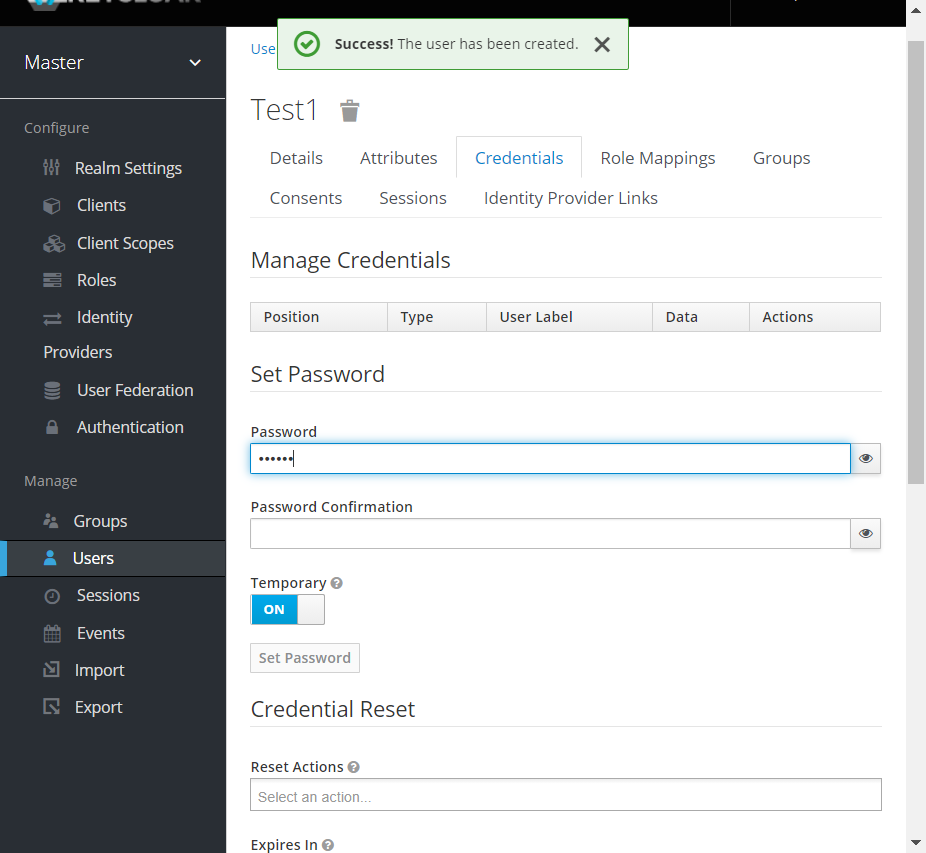 Master
Use
Success! The user has been created.
Test1
Configure
Realm Settings
Clients
Client Scopes
Roles
Identity
Providers
User Federation
Authentication
Manage
Groups
Users
Sessions
Events
Import
Export
Details Attributes Credentials Role Mappings Groups
Consents Sessions Identity Provider Links
Manage Credentials
Position Type User Label Data Actions
Set Password
Password
••••••
Password Confirmation
Temporary
ON
Set Password
Credential Reset
Reset Actions
Select an action...
Expires In